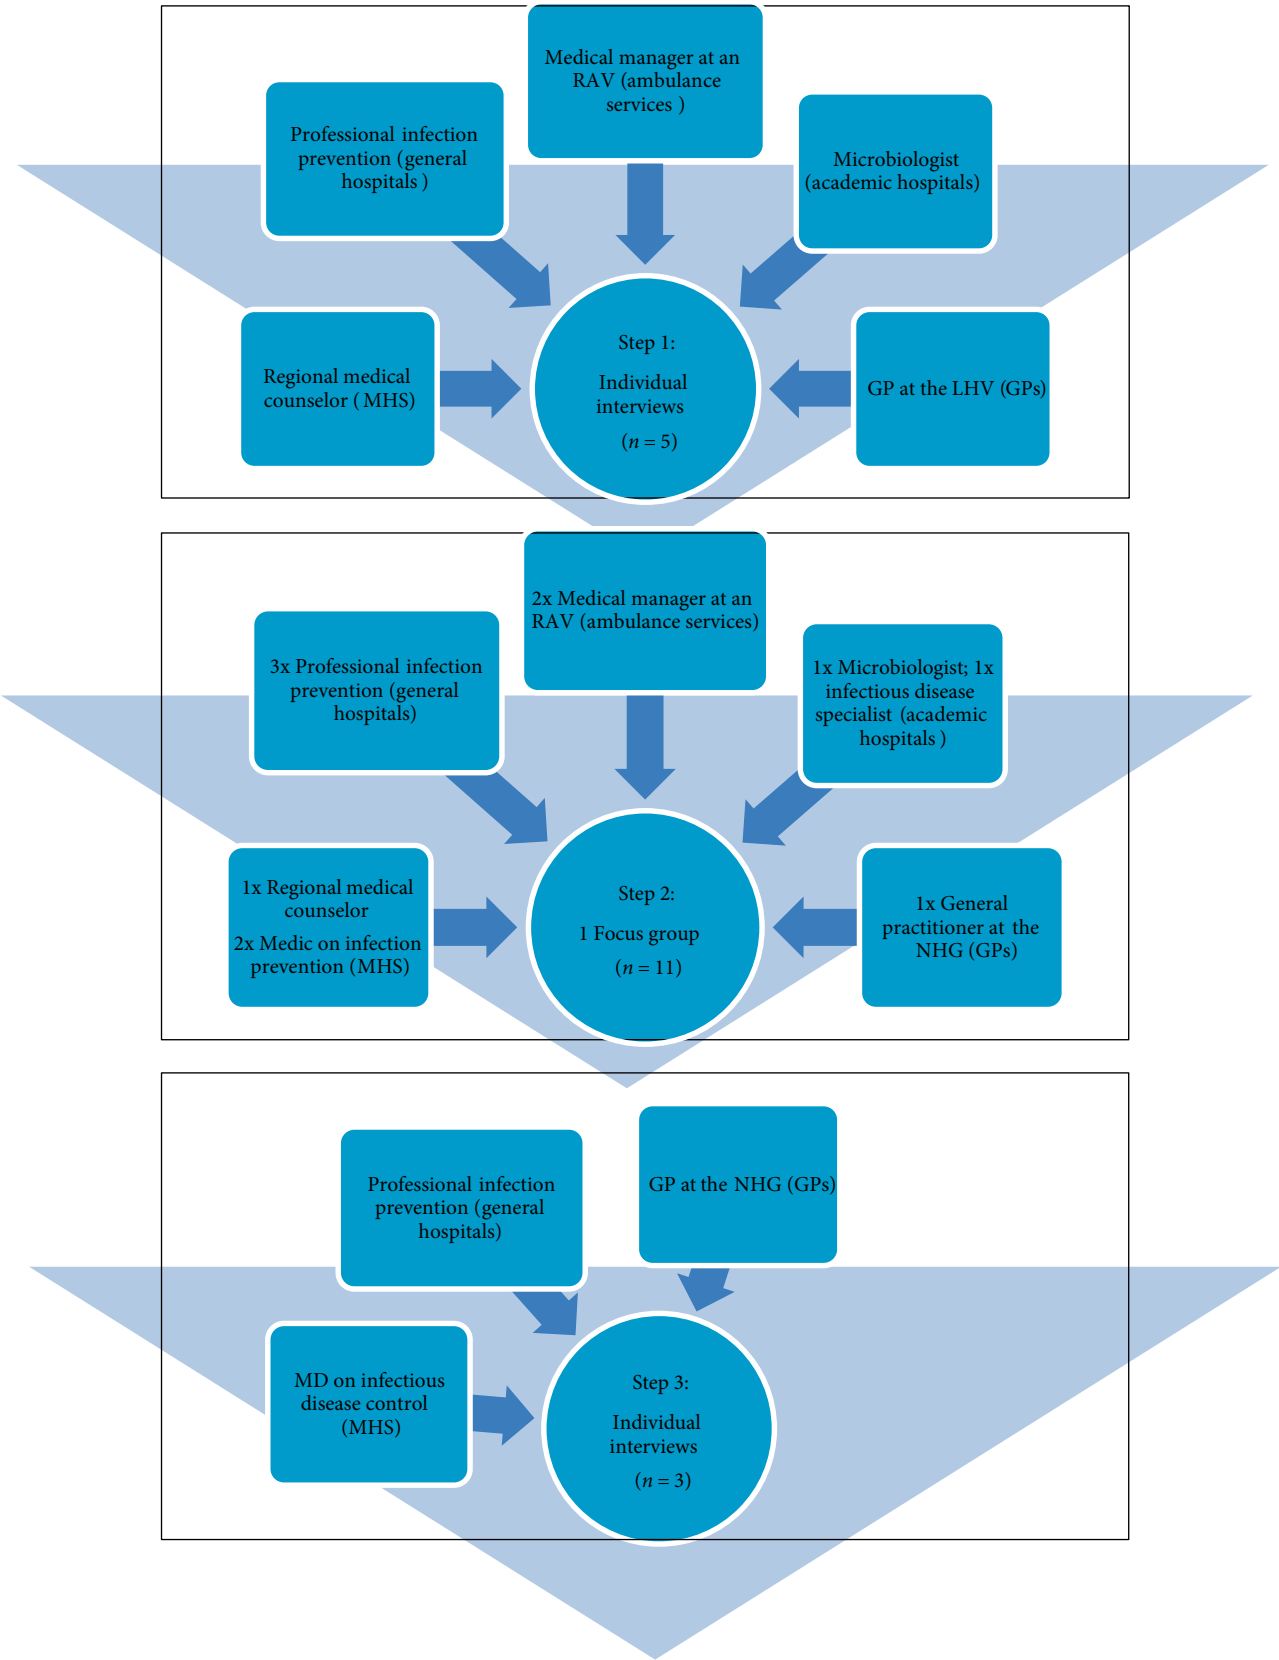 Medical manager at an
RAV (ambulance
services )
Professional infection
prevention (general
hospitals )
Microbiologist
(academic hospitals)
Regional medical
counselor ( MHS)
Step 1:
Individual
interviews
(n = 5)
GP at the LHV (GPs)
2x Medical manager at an
RAV (ambulance services)
3x Professional infection
prevention (general
hospitals)
1x Microbiologist; 1x
infectious disease
specialist (academic
hospitals )
1x Regional medical
counselor
2x Medic on infection
prevention (MHS)
Step 2:
1 Focus group
(n = 11)
1x General
practitioner at the
NHG (GPs)
Professional infection
prevention (general
hospitals)
GP at the NHG (GPs)
MD on infectious
disease control
(MHS)
Step 3:
Individual
interviews
(n = 3)